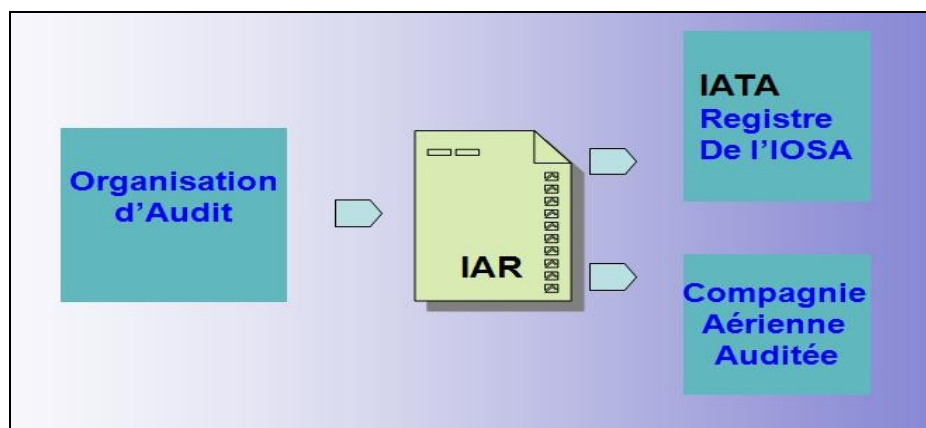 Organisation
d'Audit
IAR
IATA
Registre
De l'IOSA
Compagnie
Aérienne
Auditée